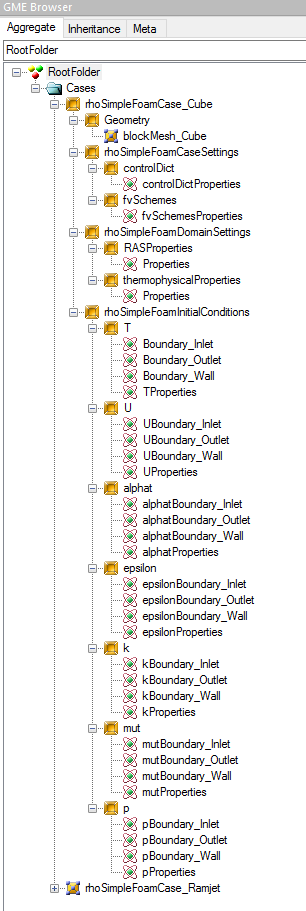 GME Browser
Aggregate Inheritance Meta
RootFolder
RootFolder
Cases
rhoSimpleFoamCase_Cube
Geometry
blockMesh_Cube
rhoSimpleFoamCaseSettings
controlDict
controlDictProperties
fvSchemes
fvSchemesProperties
rhoSimpleFoamDomainSettings
RASProperties
Properties
thermophysicalProperties
Properties
rhoSimpleFoamInitialConditions
T
Boundary_Inlet
Boundary_Outlet
Boundary_Wall
TProperties
U
UBoundary_Inlet
UBoundary_Outlet
UBoundary_Wall
UProperties
alphat
alphatBoundary_Inlet
alphatBoundary_Outlet
alphatBoundary_Wall
alphatProperties
epsilon
epsilonBoundary_Inlet
epsilonBoundary_Outlet
epsilonBoundary_Wall
epsilonProperties
k
kBoundary_Inlet
kBoundary_Outlet
kBoundary_Wall
kProperties
mut
mutBoundary_Inlet
mutBoundary_Outlet
mutBoundary_Wall
mutProperties
p
pBoundary_Inlet
pBoundary_Outlet
pBoundary_Wall
pProperties
rhoSimpleFoamCase_Ramjet